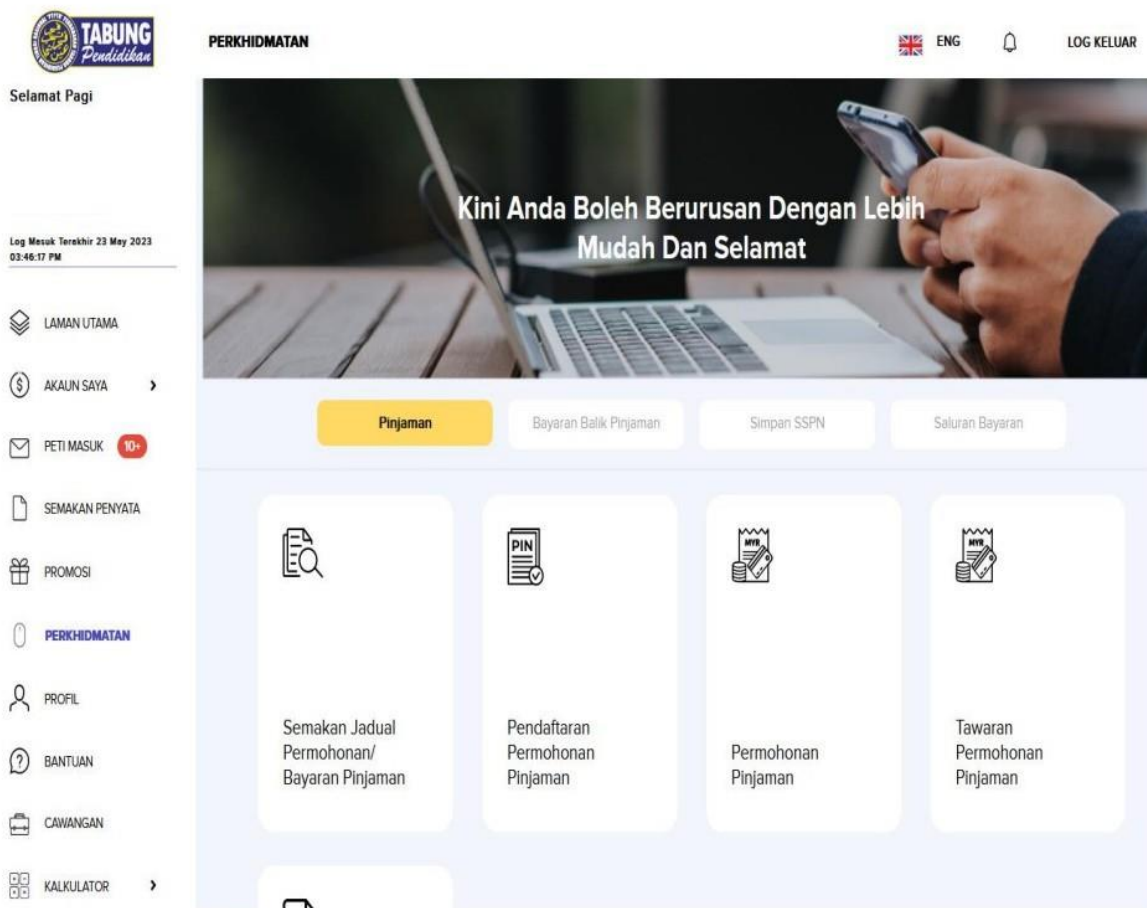 TABUNG
Pendidikan
PERKHIDMATAN
ENG
LOG KELUAR
Selamat Pagi
Log Masuk Terakhir 23 May 2023
03:46:17 PM
LAMAN UTAMA
AKAUN SAYA
PETI MASUK 10+
SEMAKAN PENYATA
PROMOSI
PERKHIDMATAN
PROFIL
BANTUAN
CAWANGAN
KALKULATOR
Kini Anda Boleh Berurusan Dengan Lebih
Mudah Dan Selamat
Pinjaman
Bayaran Balik Pinjaman
Simpan SSPN
Saluran Bayaran
Semakan Jadual
Permohonan/
Bayaran Pinjaman
PIN
Pendaftaran
Permohonan
Pinjaman
MYR
Permohonan
Pinjaman
MYR
Tawaran
Permohonan
Pinjaman